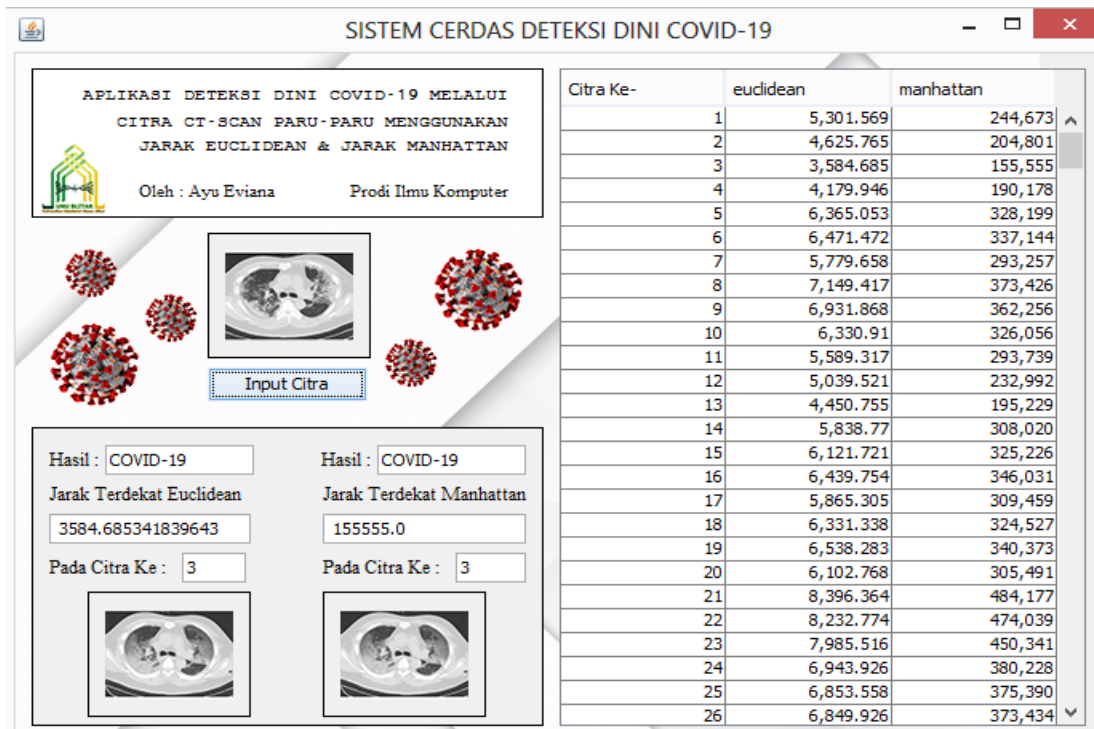 SISTEM CERDAS DETEKSI DINI COVID-19
APLIKASI DETEKSI DINI COVID-19 MELALUI
CITRA CT-SCAN PARU-PARU MENGGUNAKAN
JARAK EUCLIDEAN & JARAK MANHATTAN
Oleh : Ayu Eviana Prodi Ilmu Komputer
UNU BLITAR
Input Citra
Hasil : COVID-19 Hasil : COVID-19
Jarak Terdekat Euclidean Jarak Terdekat Manhattan
3584.685341839643 155555.0
Pada Citra Ke : 3 Pada Citra Ke : 3
Citra Ke- euclidean manhattan
1 5,301.569 244,673
2 4,625.765 204,801
3 3,584.685 155,555
4 4,179.946 190,178
5 6,365.053 328,199
6 6,471.472 337,144
7 5,779.658 293,257
8 7,149.417 373,426
9 6,931.868 362,256
10 6,330.91 326,056
11 5,589.317 293,739
12 5,039.521 232,992
13 4,450.755 195,229
14 5,838.77 308,020
15 6,121.721 325,226
16 6,439.754 346,031
17 5,865.305 309,459
18 6,331.338 324,527
19 6,538.283 340,373
20 6,102.768 305,491
21 8,396.364 484,177
22 8,232.774 474,039
23 7,985.516 450,341
24 6,943.926 380,228
25 6,853.558 375,390
26 6,849.926 373,434